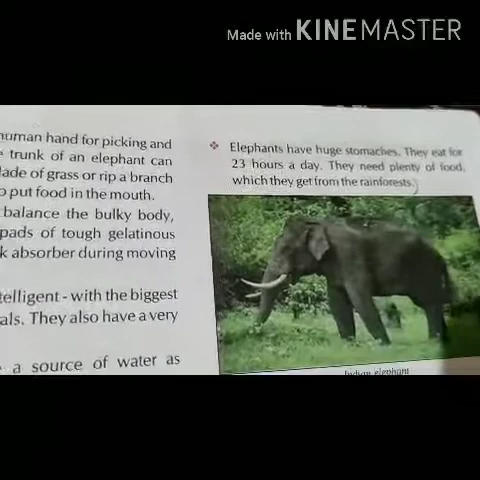 Made with KINEMASTER
human hand for picking and
trunk of an elephant can
lade of grass or rip a branch
o put food in the mouth.
balance the bulky body,
pads of tough gelatinous
k absorber during moving
telligent - with the biggest
als. They also have a very
a source of water as
❖ Elephants have huge stomaches. They eat for
23 hours a day. They need plenty of food,
which they get from the rainforests.
Indian elephant